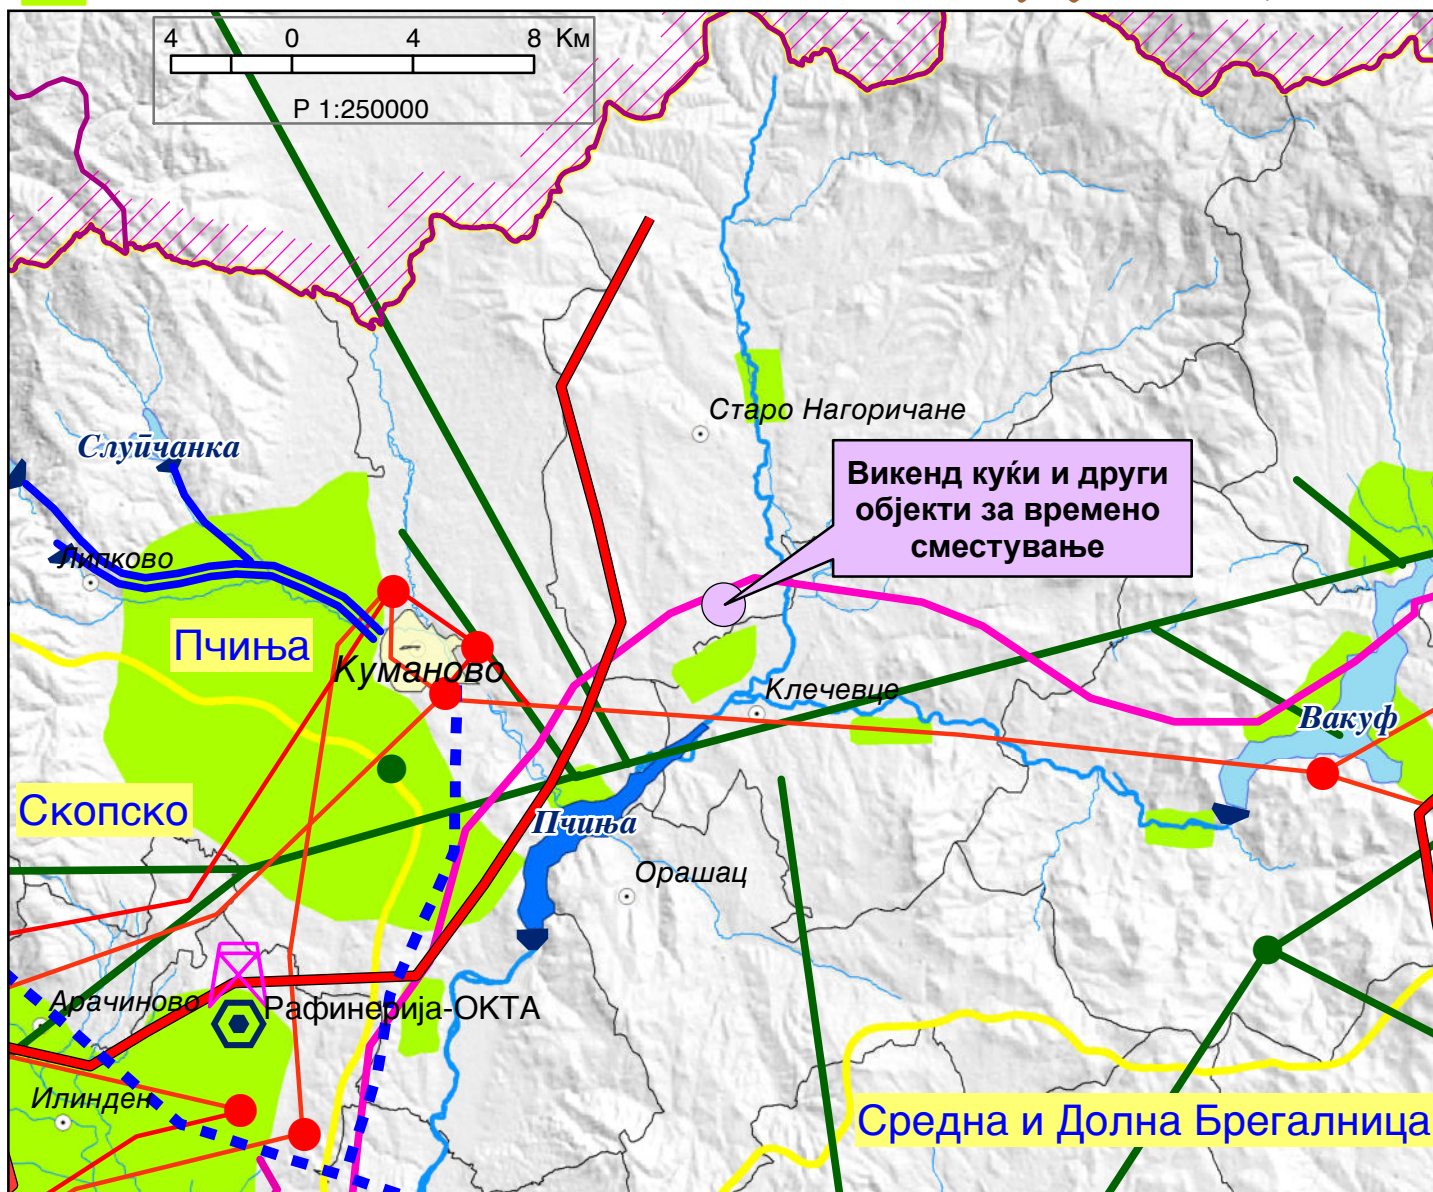 4 0 4 8 Км
Р 1:250000
Старо Нагоричане
Слуйчанка
Викенд куќи и други
објекти за времено
сместување
Липково
Пчиња
Куманово
Клечевце
Вакуф
Скопско
Пчиња
Орашац
Арачиново
Рафинерија-ОКТА
Илинден
Средна и Долна Брегалница